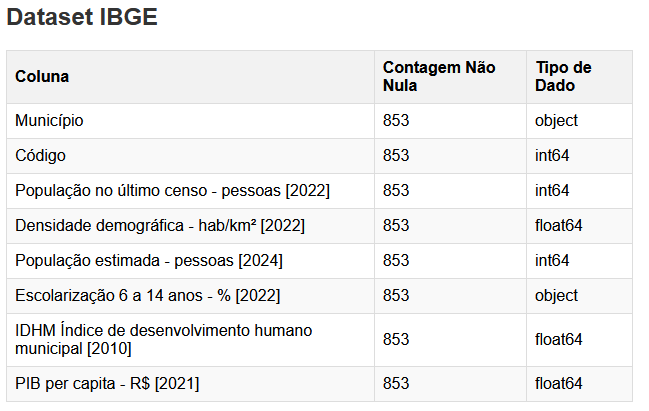 Dataset IBGE
Coluna Contagem Não Nula Tipo de Dado
Município 853 object
Código 853 int64
População no último censo - pessoas [2022] 853 int64
Densidade demográfica - hab/km² [2022] 853 float64
População estimada - pessoas [2024] 853 int64
Escolarização 6 a 14 anos - % [2022] 853 object
IDHM Índice de desenvolvimento humano municipal [2010] 853 float64
PIB per capita - R$ [2021] 853 float64